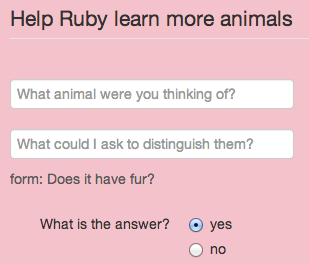 Help Ruby learn more animals
What animal were you thinking of?
What could I ask to distinguish them?
form: Does it have fur?
What is the answer? yes
no